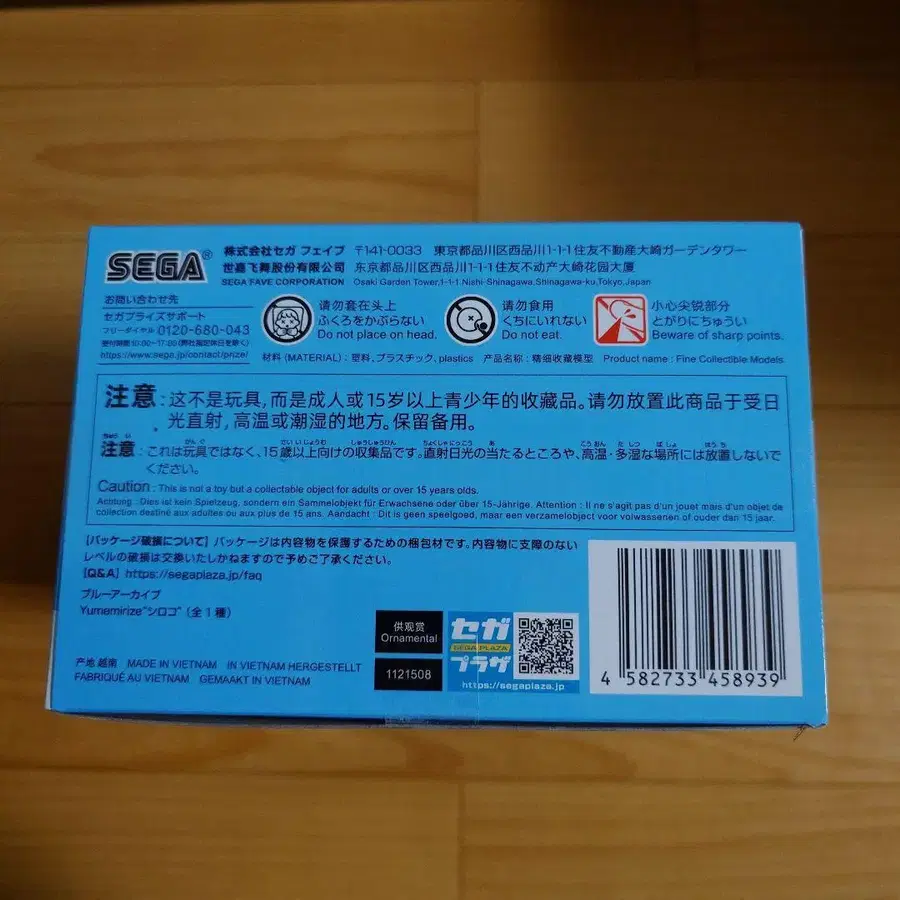 SEGA®
株式会社セガ フェイブ 〒141-0033 東京都品川区西品川1-1-1住友不動産大崎ガーデンタワー
世嘉飞舞股份有限公司 东京都品川区西品川1-1-1住友不动产大崎花园大厦
SEGA FAVE CORPORATION Osaki Garden Tower,1-1-1 Nishi-Shinagawa,Shinagawa-ku,Tokyo,Japan
お問い合わせ先
セガプライズサポート
フリーダイヤル 0120-680-043
受付時間10:00~17:00(弊社指定休日を除く)
https://www.sega.jp/contact/prize/
请勿套在头上
ふくろをかぶらない
Do not place on head.
请勿食用
くちにいれない
Do not eat.
小心尖锐部分
とがりにちゅうい
Beware of sharp points.
材料(MATERIAL):塑料,プラスチック,plastics 产品名称:精细收藏模型 Product name : Fine Collectible Models
注意:这不是玩具,而是成人或15岁以上青少年的收藏品。请勿放置此商品于受日
光直射,高温或潮湿的地方。保留备用。
注意:これは玩具ではなく、15歳以上向けの収集品です。直射日光の当たるところや、高温・多湿な場所には放置しないで
ください。
Caution : This is not a toy but a collectable object for adults or over 15 years olds.
Achtung : Dies ist kein Spielzeug, sondern ein Sammelobjekt für Erwachsene oder über 15-Jährige. Attention : Il ne s'agit pas d'un jouet mais d'un objet de
collection destiné aux adultes ou aux plus de 15 ans. Aandacht : Dit is geen speelgoed, maar een verzamelobject voor volwassenen of ouder dan 15 jaar.
【パッケージ破損について】パッケージは内容物を保護するための梱包材です。内容物に支障のない
レベルの破損は交換いたしかねますので予めご了承ください。
【Q&A】https://segaplaza.jp/faq
ブルーアーカイブ
Yumemirize"シロコ"(全1種)
供观赏
Ornamental
1121508
セガ
SEGA PLAZA
プラザ
https://segaplaza.jp
产地 越南 MADE IN VIETNAM IN VIETNAM HERGESTELLT
FABRIQUÉ AU VIETNAM GEMAAKT IN VIETNAM
4 582733 458939